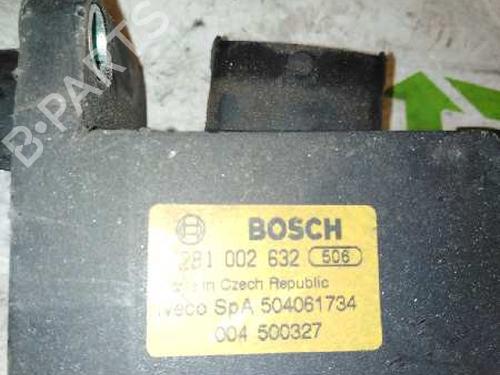 B-PARTS
BOSCH
281 002 632 506
in Czech Republic
Iveco SpA 504061734
004 500327